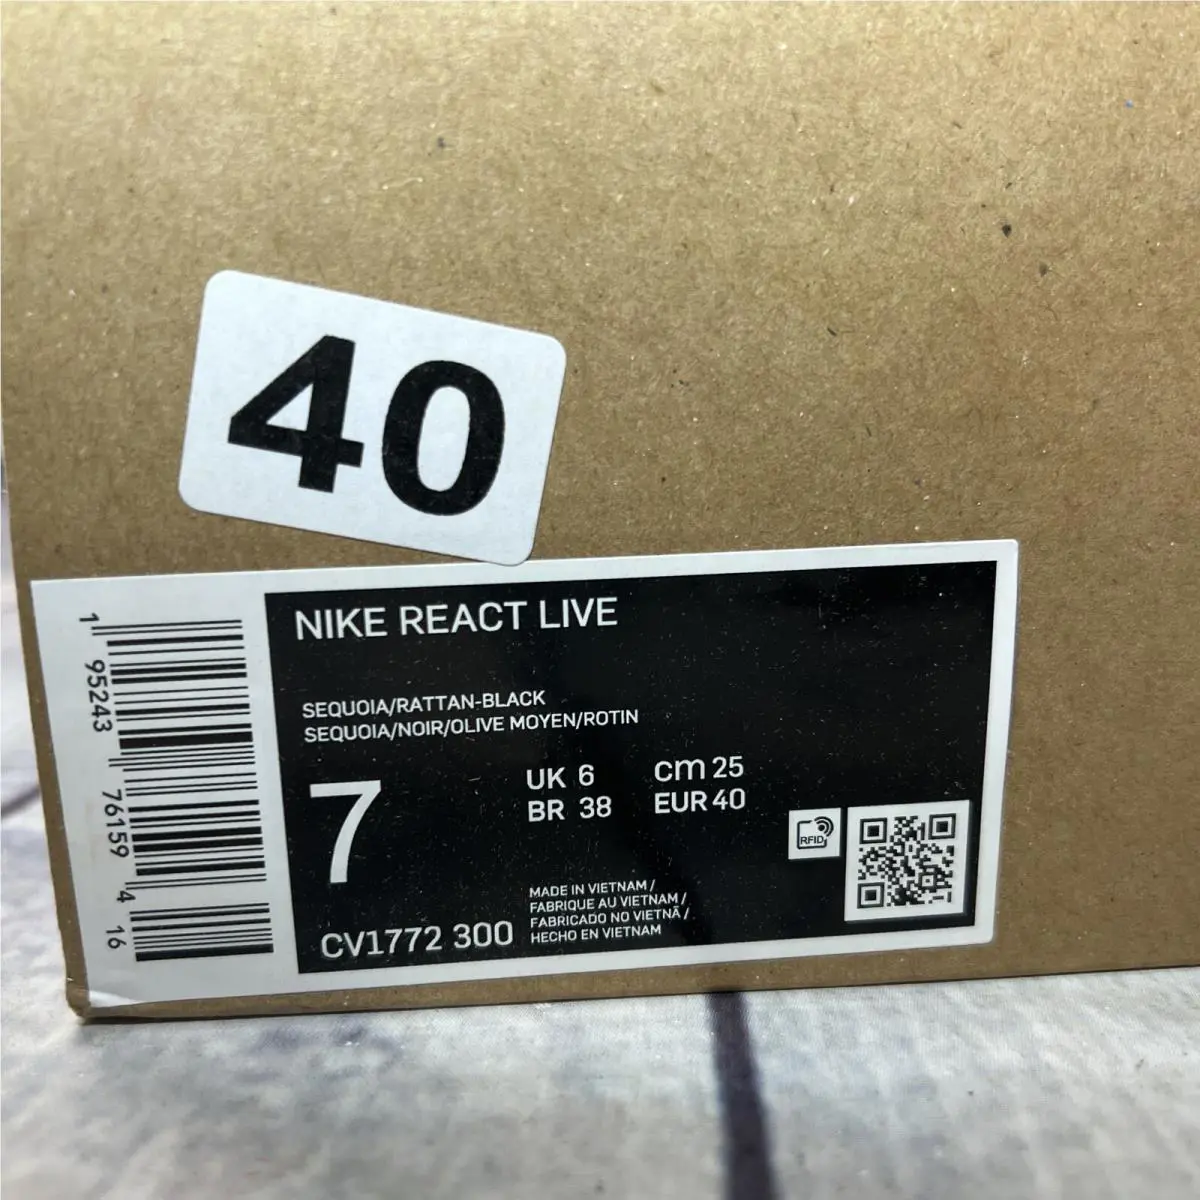 40
NIKE REACT LIVE
SEQUOIA/RATTAN-BLACK
SEQUOIA/NOIR/OLIVE MOYEN/ROTIN
7
UK 6
cm 25
BR 38
EUR 40
RFID
MADE IN VIETNAM /
FABRIQUE AU VIETNAM /
FABRICADO NO VIETNÃ /
HECHO EN VIETNAM
CV1772 300
1 95243 76159 4 16